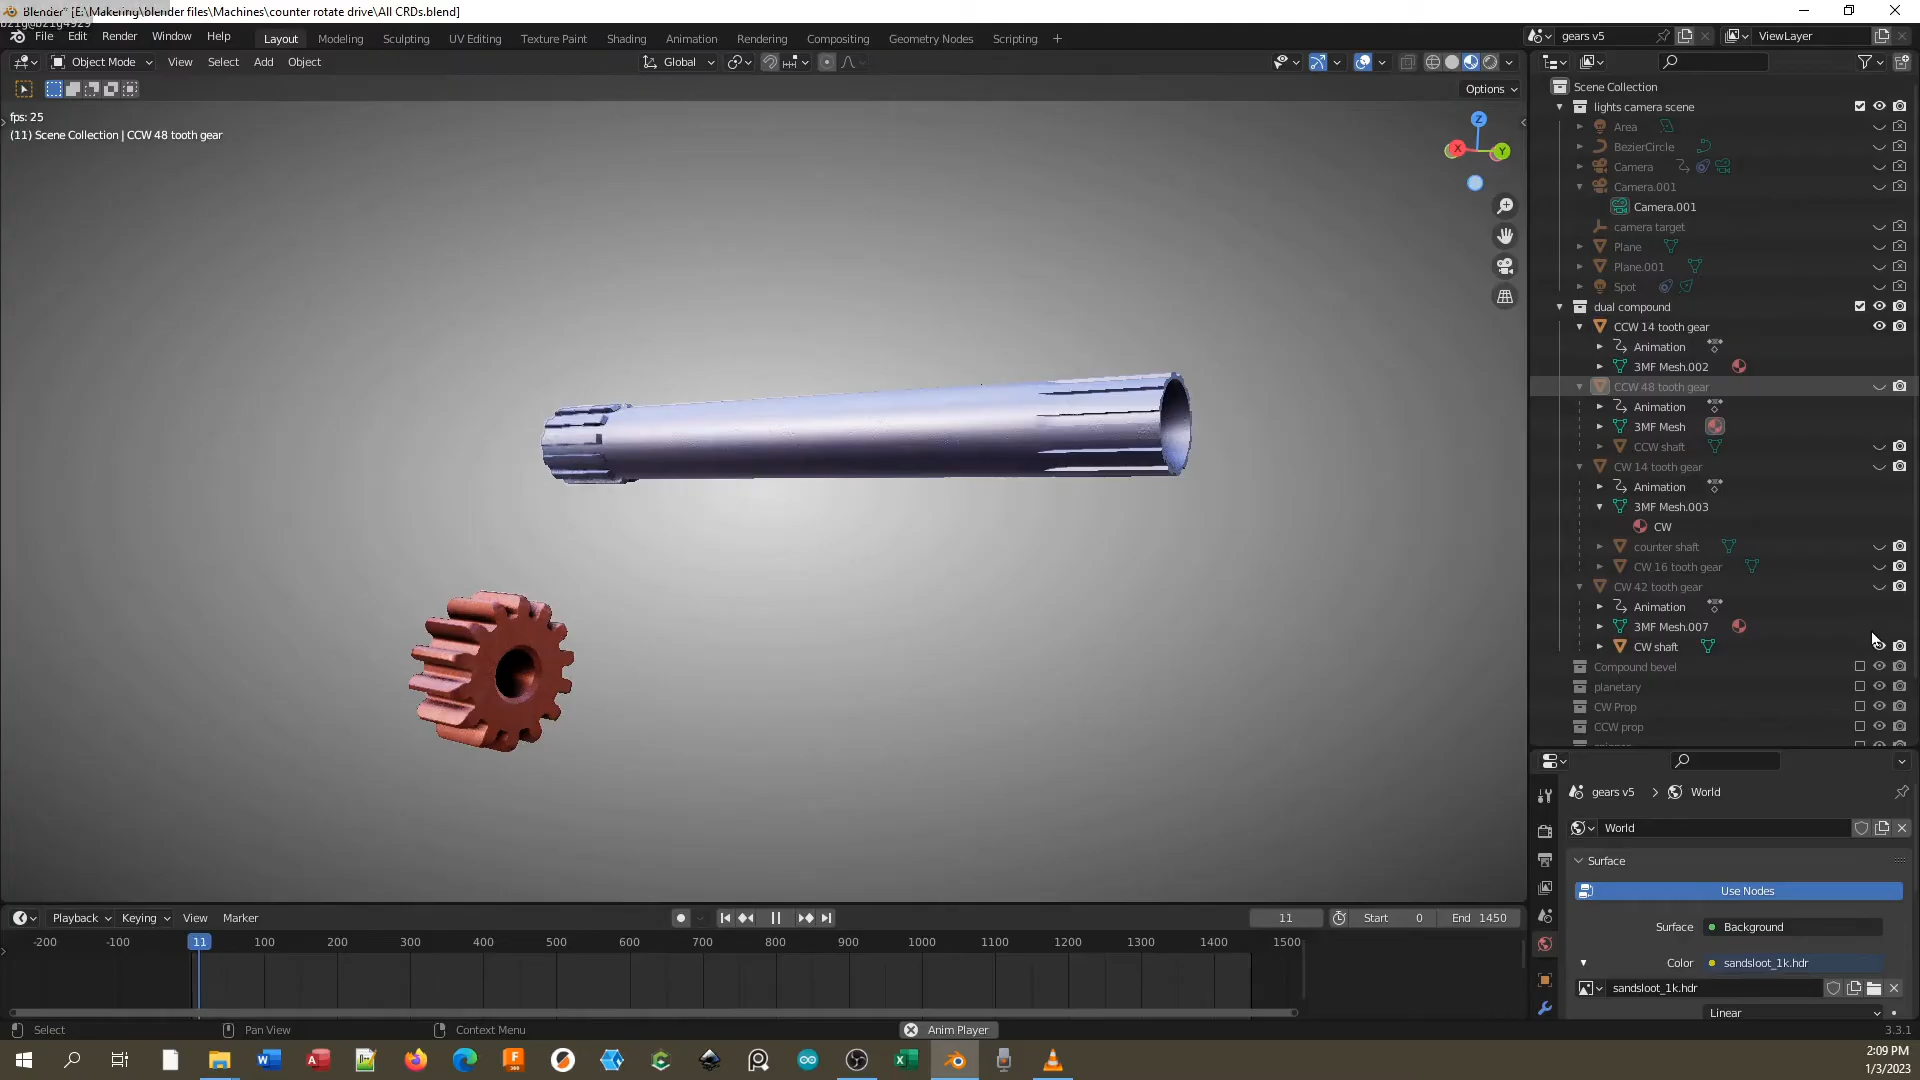 Blender* [E:\Makering\blender files\Machines\counter rotate drive\All CRDs.blend]
File Edit Render Window Help
Layout Modeling Sculpting UV Editing Texture Paint Shading Animation Rendering Compositing Geometry Nodes Scripting +
gears v5
ViewLayer
Object Mode View Select Add Object
Global
Options
fps: 25
(11) Scene Collection | CCW 48 tooth gear
Z
X
Y
Scene Collection
lights camera scene
Area
BezierCircle
Camera
Camera.001
Camera.001
camera target
Plane
Plane.001
Spot
dual compound
CCW 14 tooth gear
Animation
3MF Mesh.002
CCW 48 tooth gear
Animation
3MF Mesh
CCW shaft
CW 14 tooth gear
Animation
3MF Mesh.003
CW
counter shaft
CW 16 tooth gear
CW 42 tooth gear
Animation
3MF Mesh.007
CW shaft
Compound bevel
planetary
CW Prop
CCW prop
gears v5 > World
World
Surface
Use Nodes
Surface Background
Color sandsloot_1k.hdr
sandsloot_1k.hdr
Linear
Playback Keying View Marker
11 Start 0 End 1450
-200 -100 11 100 200 300 400 500 600 700 800 900 1000 1100 1200 1300 1400 1500
Select Pan View Context Menu Anim Player
3.3.1
2:09 PM
1/3/2023